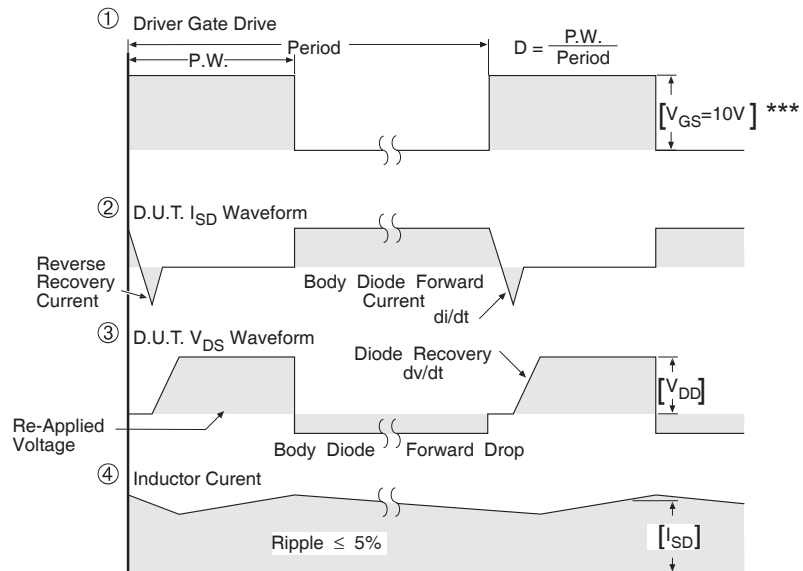 ① Driver Gate Drive
Period
P.W.
D = P.W. / Period
[VGS=10V] ***
② D.U.T. ISD Waveform
Reverse
Recovery
Current
Body Diode Forward
Current
di/dt
③ D.U.T. VDS Waveform
Diode Recovery
dv/dt
[VDD]
Re-Applied
Voltage
Body Diode Forward Drop
④ Inductor Curent
Ripple ≤ 5%
[ISD]